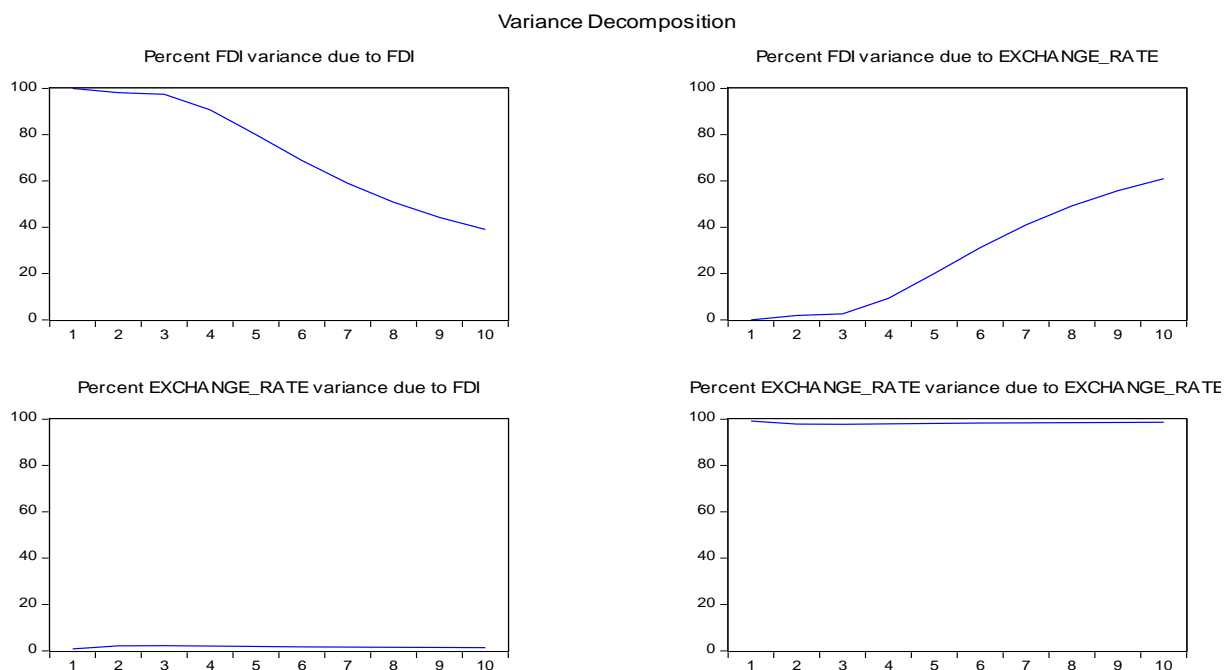 Variance Decomposition
Percent FDI variance due to FDI
100
80
60
40
20
0
1 2 3 4 5 6 7 8 9 10
Percent FDI variance due to EXCHANGE_RATE
100
80
60
40
20
0
1 2 3 4 5 6 7 8 9 10
Percent EXCHANGE_RATE variance due to FDI
100
80
60
40
20
0
1 2 3 4 5 6 7 8 9 10
Percent EXCHANGE_RATE variance due to EXCHANGE_RATE
100
80
60
40
20
0
1 2 3 4 5 6 7 8 9 10